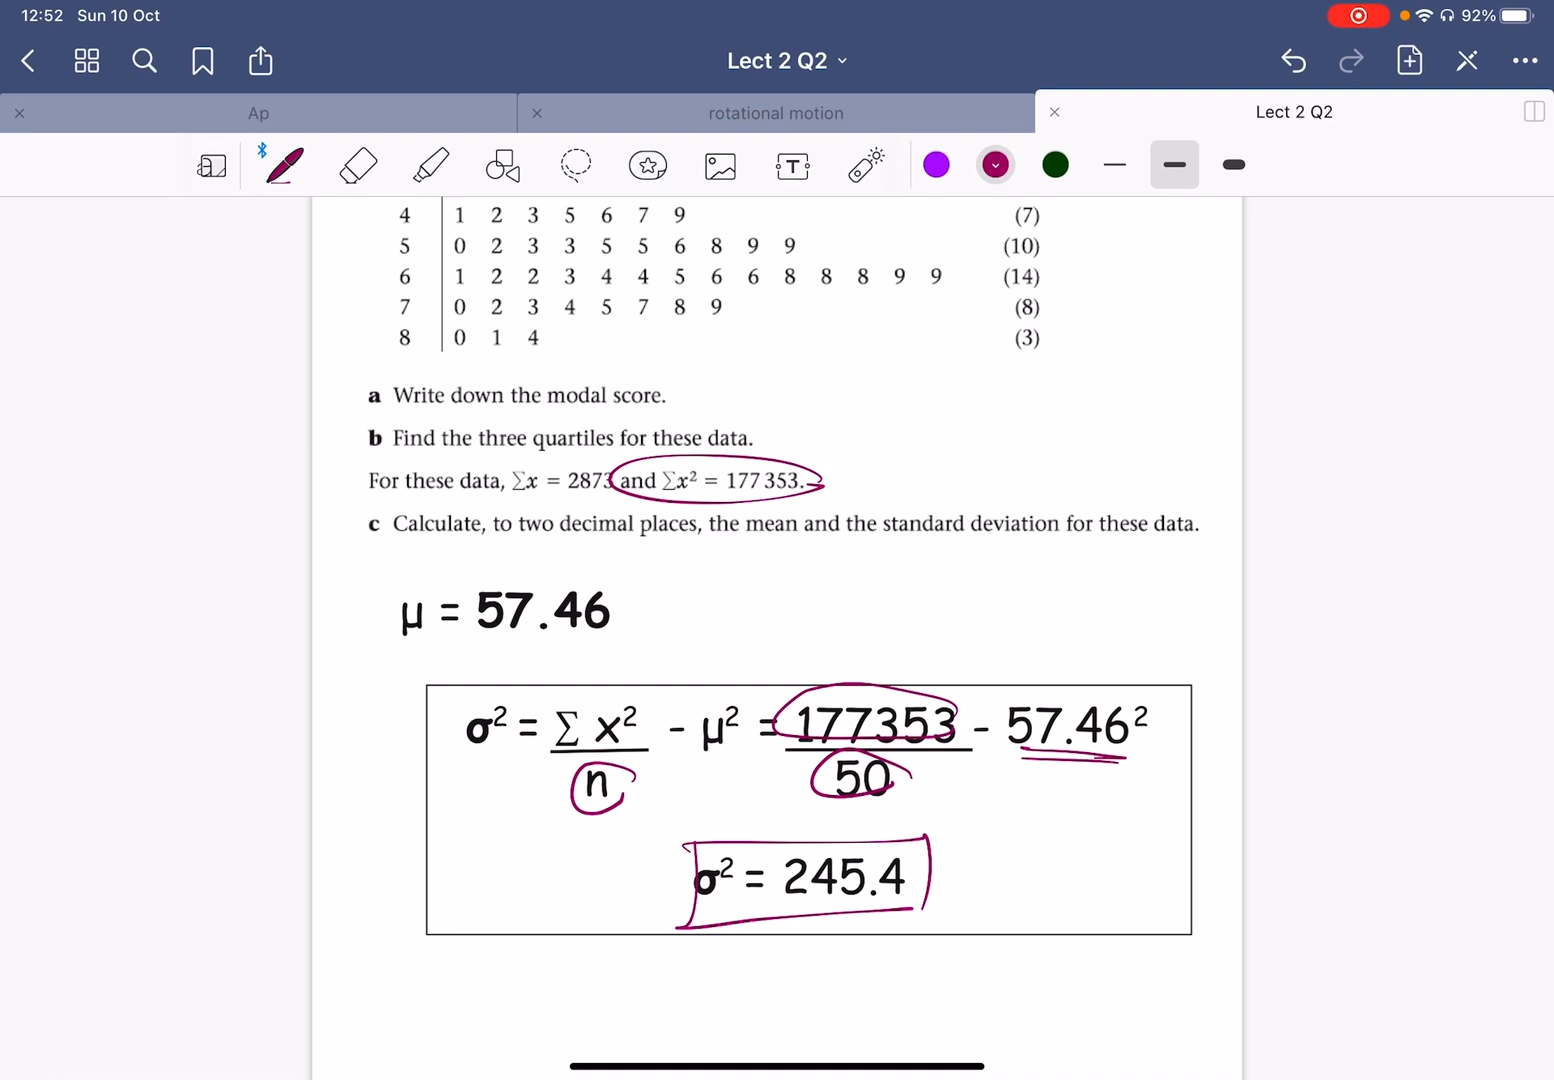 12:52 Sun 10 Oct
92%
Lect 2 Q2
Ap
rotational motion
Lect 2 Q2
T
4 1 2 3 5 6 7 9 (7)
5 0 2 3 3 5 5 6 8 9 9 (10)
6 1 2 2 3 4 4 5 6 6 8 8 8 9 9 (14)
7 0 2 3 4 5 7 8 9 (8)
8 0 1 4 (3)
a Write down the modal score.
b Find the three quartiles for these data.
For these data, ∑x = 2873 and ∑x² = 177 353.
c Calculate, to two decimal places, the mean and the standard deviation for these data.
μ = 57.46
σ² = ∑ x² - μ² = 177353 - 57.46²
n 50
σ² = 245.4